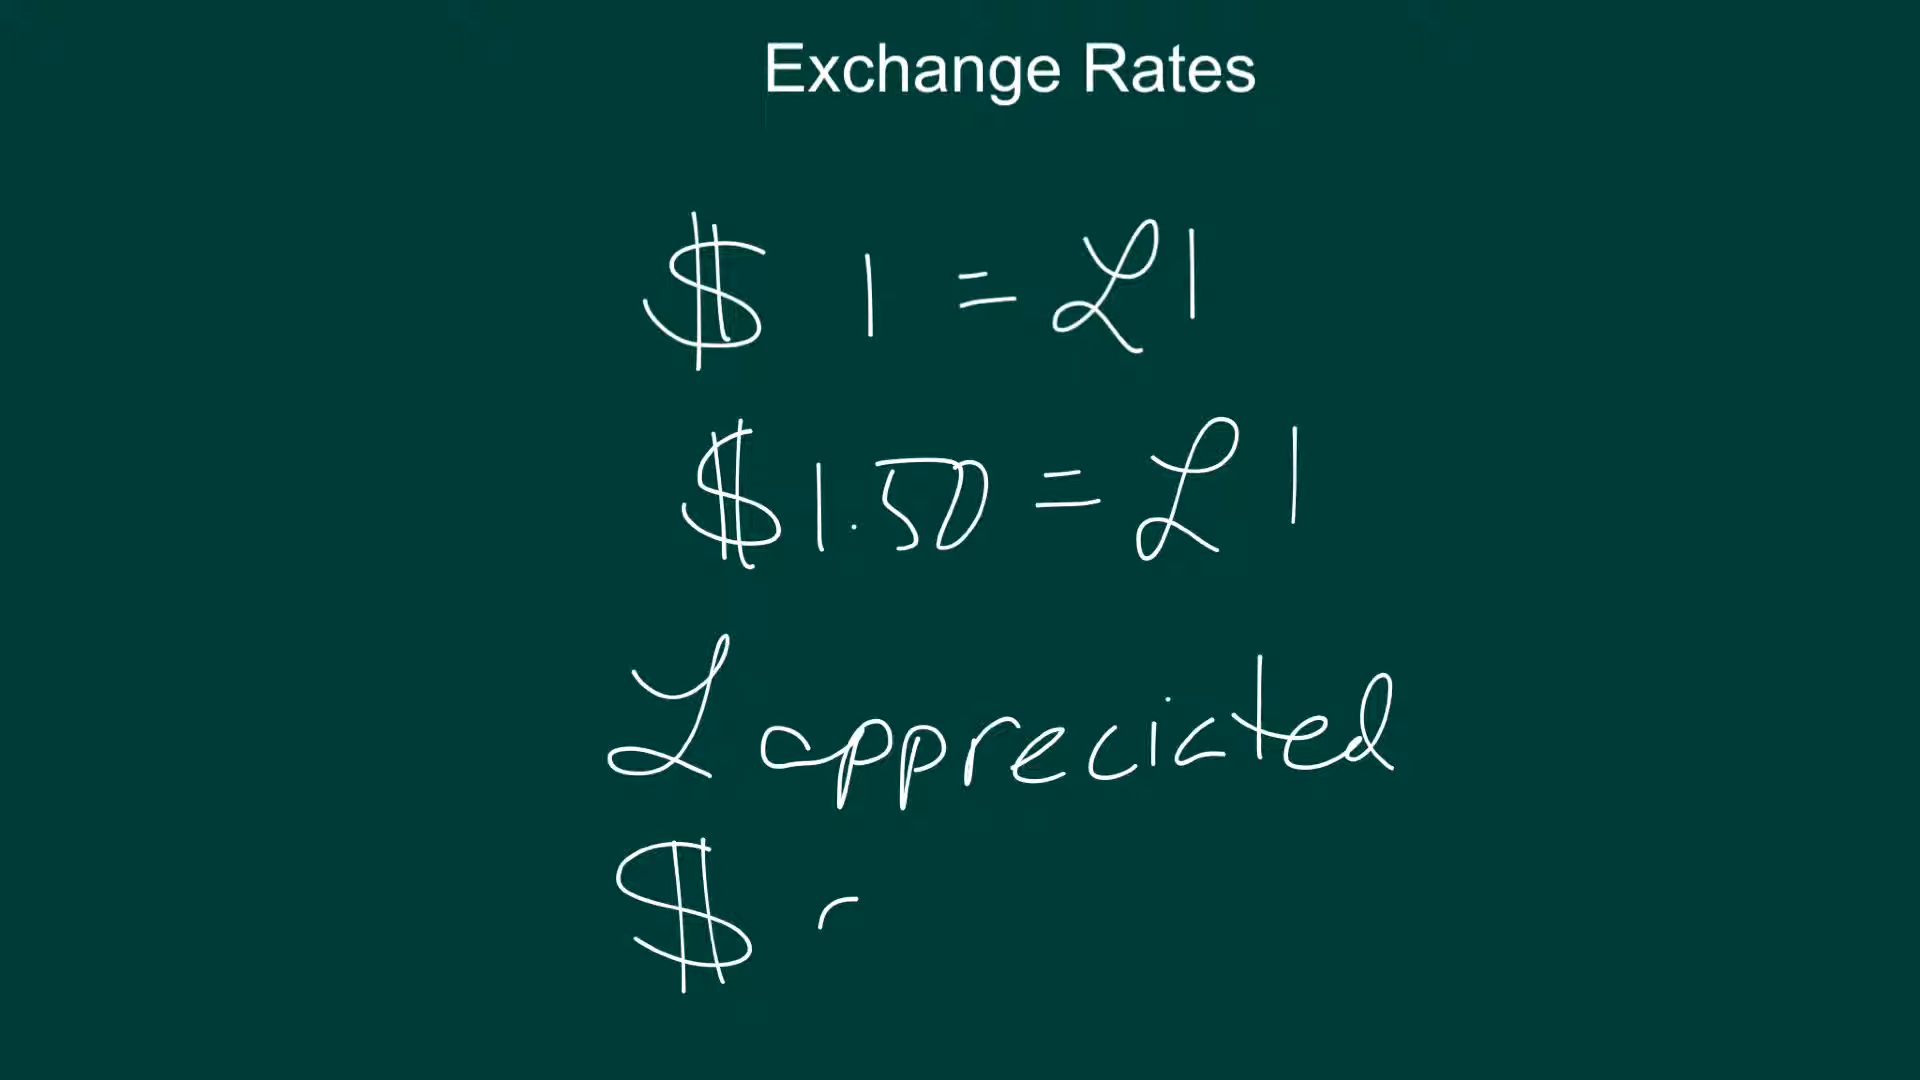 Exchange Rates
$ 1 = £1
$1.50 = £1
£ appreciated
$